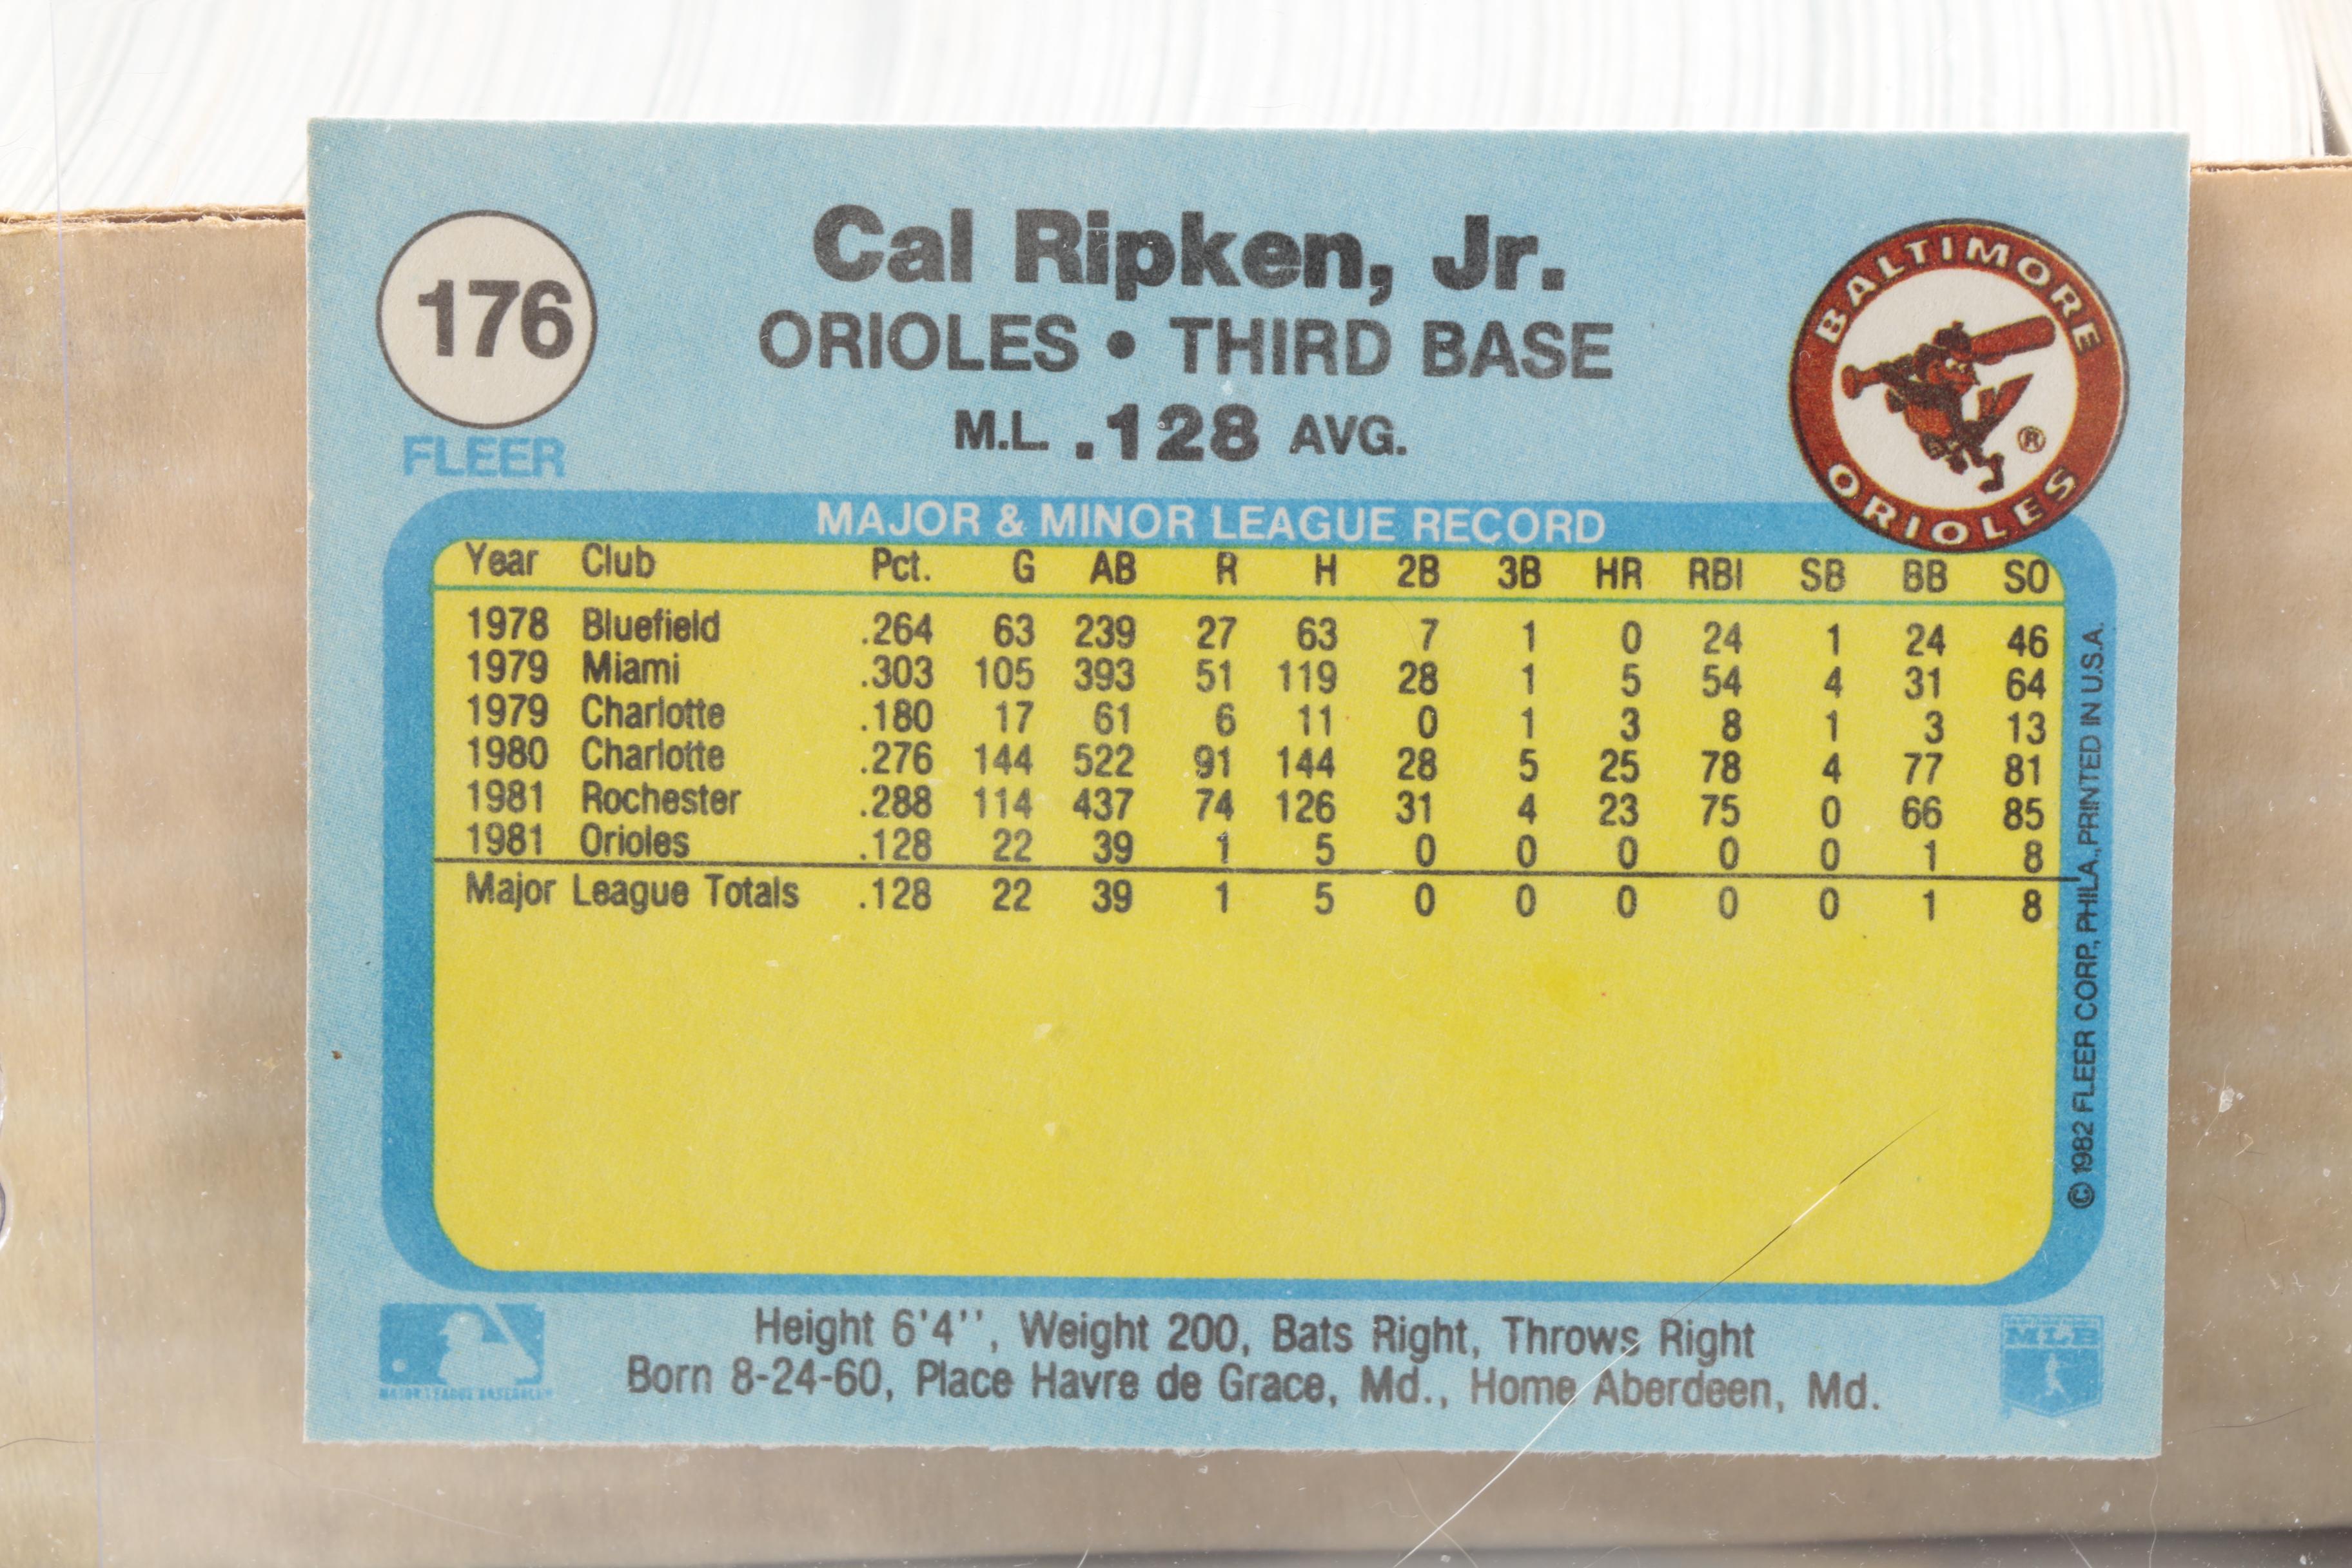 176
FLEER
Cal Ripken, Jr.
ORIOLES • THIRD BASE
M.L. .128 AVG.
BALTIMORE
ORIOLES
®
MAJOR & MINOR LEAGUE RECORD
Year Club Pct. G AB R H 2B 3B HR RBI SB BB SO
1978 Bluefield .264 63 239 27 63 7 1 0 24 1 24 46
1979 Miami .303 105 393 51 119 28 1 5 54 4 31 64
1979 Charlotte .180 17 61 6 11 0 1 3 8 1 3 13
1980 Charlotte .276 144 522 91 144 28 5 25 78 4 77 81
1981 Rochester .288 114 437 74 126 31 4 23 75 0 66 85
1981 Orioles .128 22 39 1 5 0 0 0 0 0 1 8
Major League Totals .128 22 39 1 5 0 0 0 0 0 1 8
© 1982 FLEER CORP., PHILA., PRINTED IN U.S.A.
Height 6'4'', Weight 200, Bats Right, Throws Right
Born 8-24-60, Place Havre de Grace, Md., Home Aberdeen, Md.
MAJOR LEAGUE BASEBALL
MLB